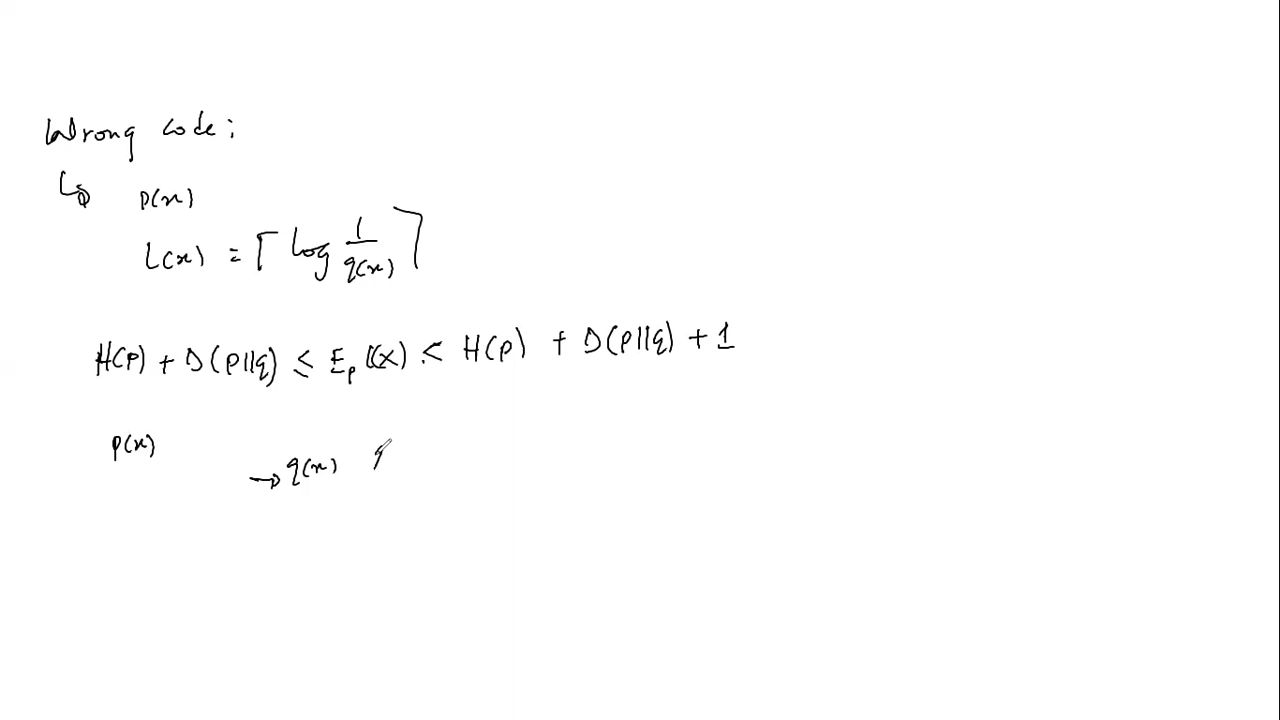 Wrong code:
↳ p(x)
L(x) = ⌈ log 1/q(x) ⌉
H(p) + D(p||q) ≤ E_p L(X) < H(p) + D(p||q) + 1
p(x)
→ q(x)